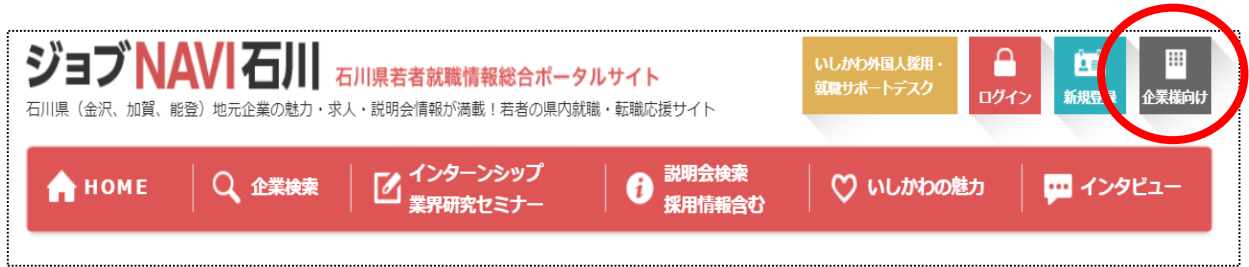 ジョブNAVI石川 石川県若者就職情報総合ポータルサイト
石川県（金沢、加賀、能登）地元企業の魅力・求人・説明会情報が満載！若者の県内就職・転職応援サイト
いしかわ外国人採用・
就職サポートデスク
ログイン
新規登録
企業様向け
HOME
企業検索
インターンシップ
業界研究セミナー
説明会検索
採用情報含む
いしかわの魅力
インタビュー